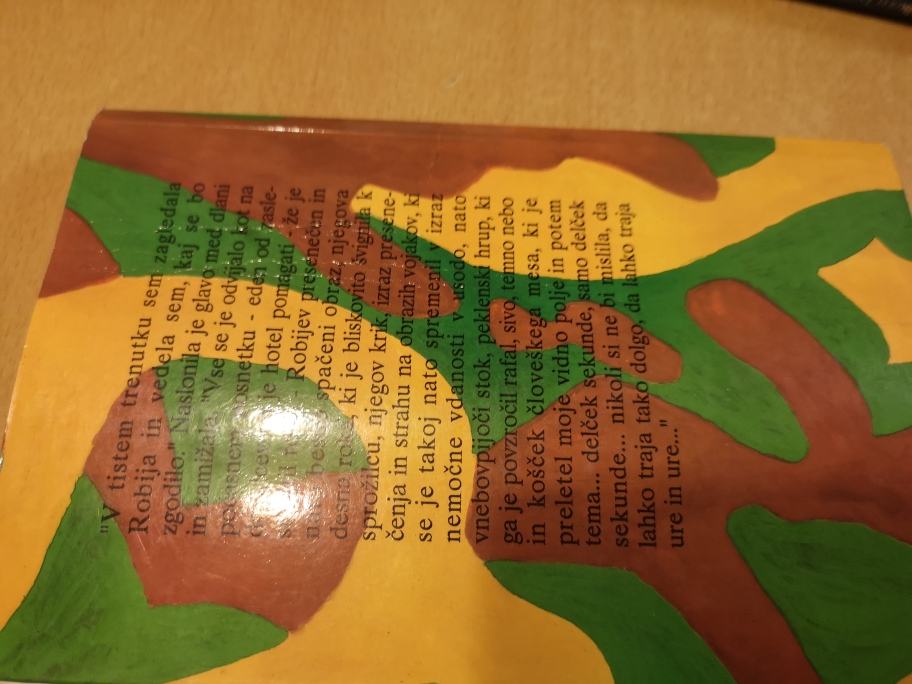 "V tistem trenutku sem zagledala
Robija in vedela sem, kaj se bo
zgodilo." Naslonila je glavo med dlani
in zamižala. "Vse se je odvijalo kot na
posnetku - eden od zasle-
je hotel pomagati - že je
Robijev presenečen in
spačeni obraz, njegova
desna roka, ki je bliskovito švignila k
sprožilcu, njegov krik, izraz presene-
čenja in strahu na obrazih vojakov, ki
se je takoj nato spremenil v izraz
nemočne vdanosti v usodo, nato
vnebovpijoči stok, peklenski hrup, ki
ga je povzročil rafal, sivo, temno nebo
in košček človeškega mesa, ki je
preletel moje vidno polje in potem
tema... delček sekunde, samo delček
sekunde... nikoli si ne bi mislila, da
lahko traja tako dolgo, da lahko traja
ure in ure..."